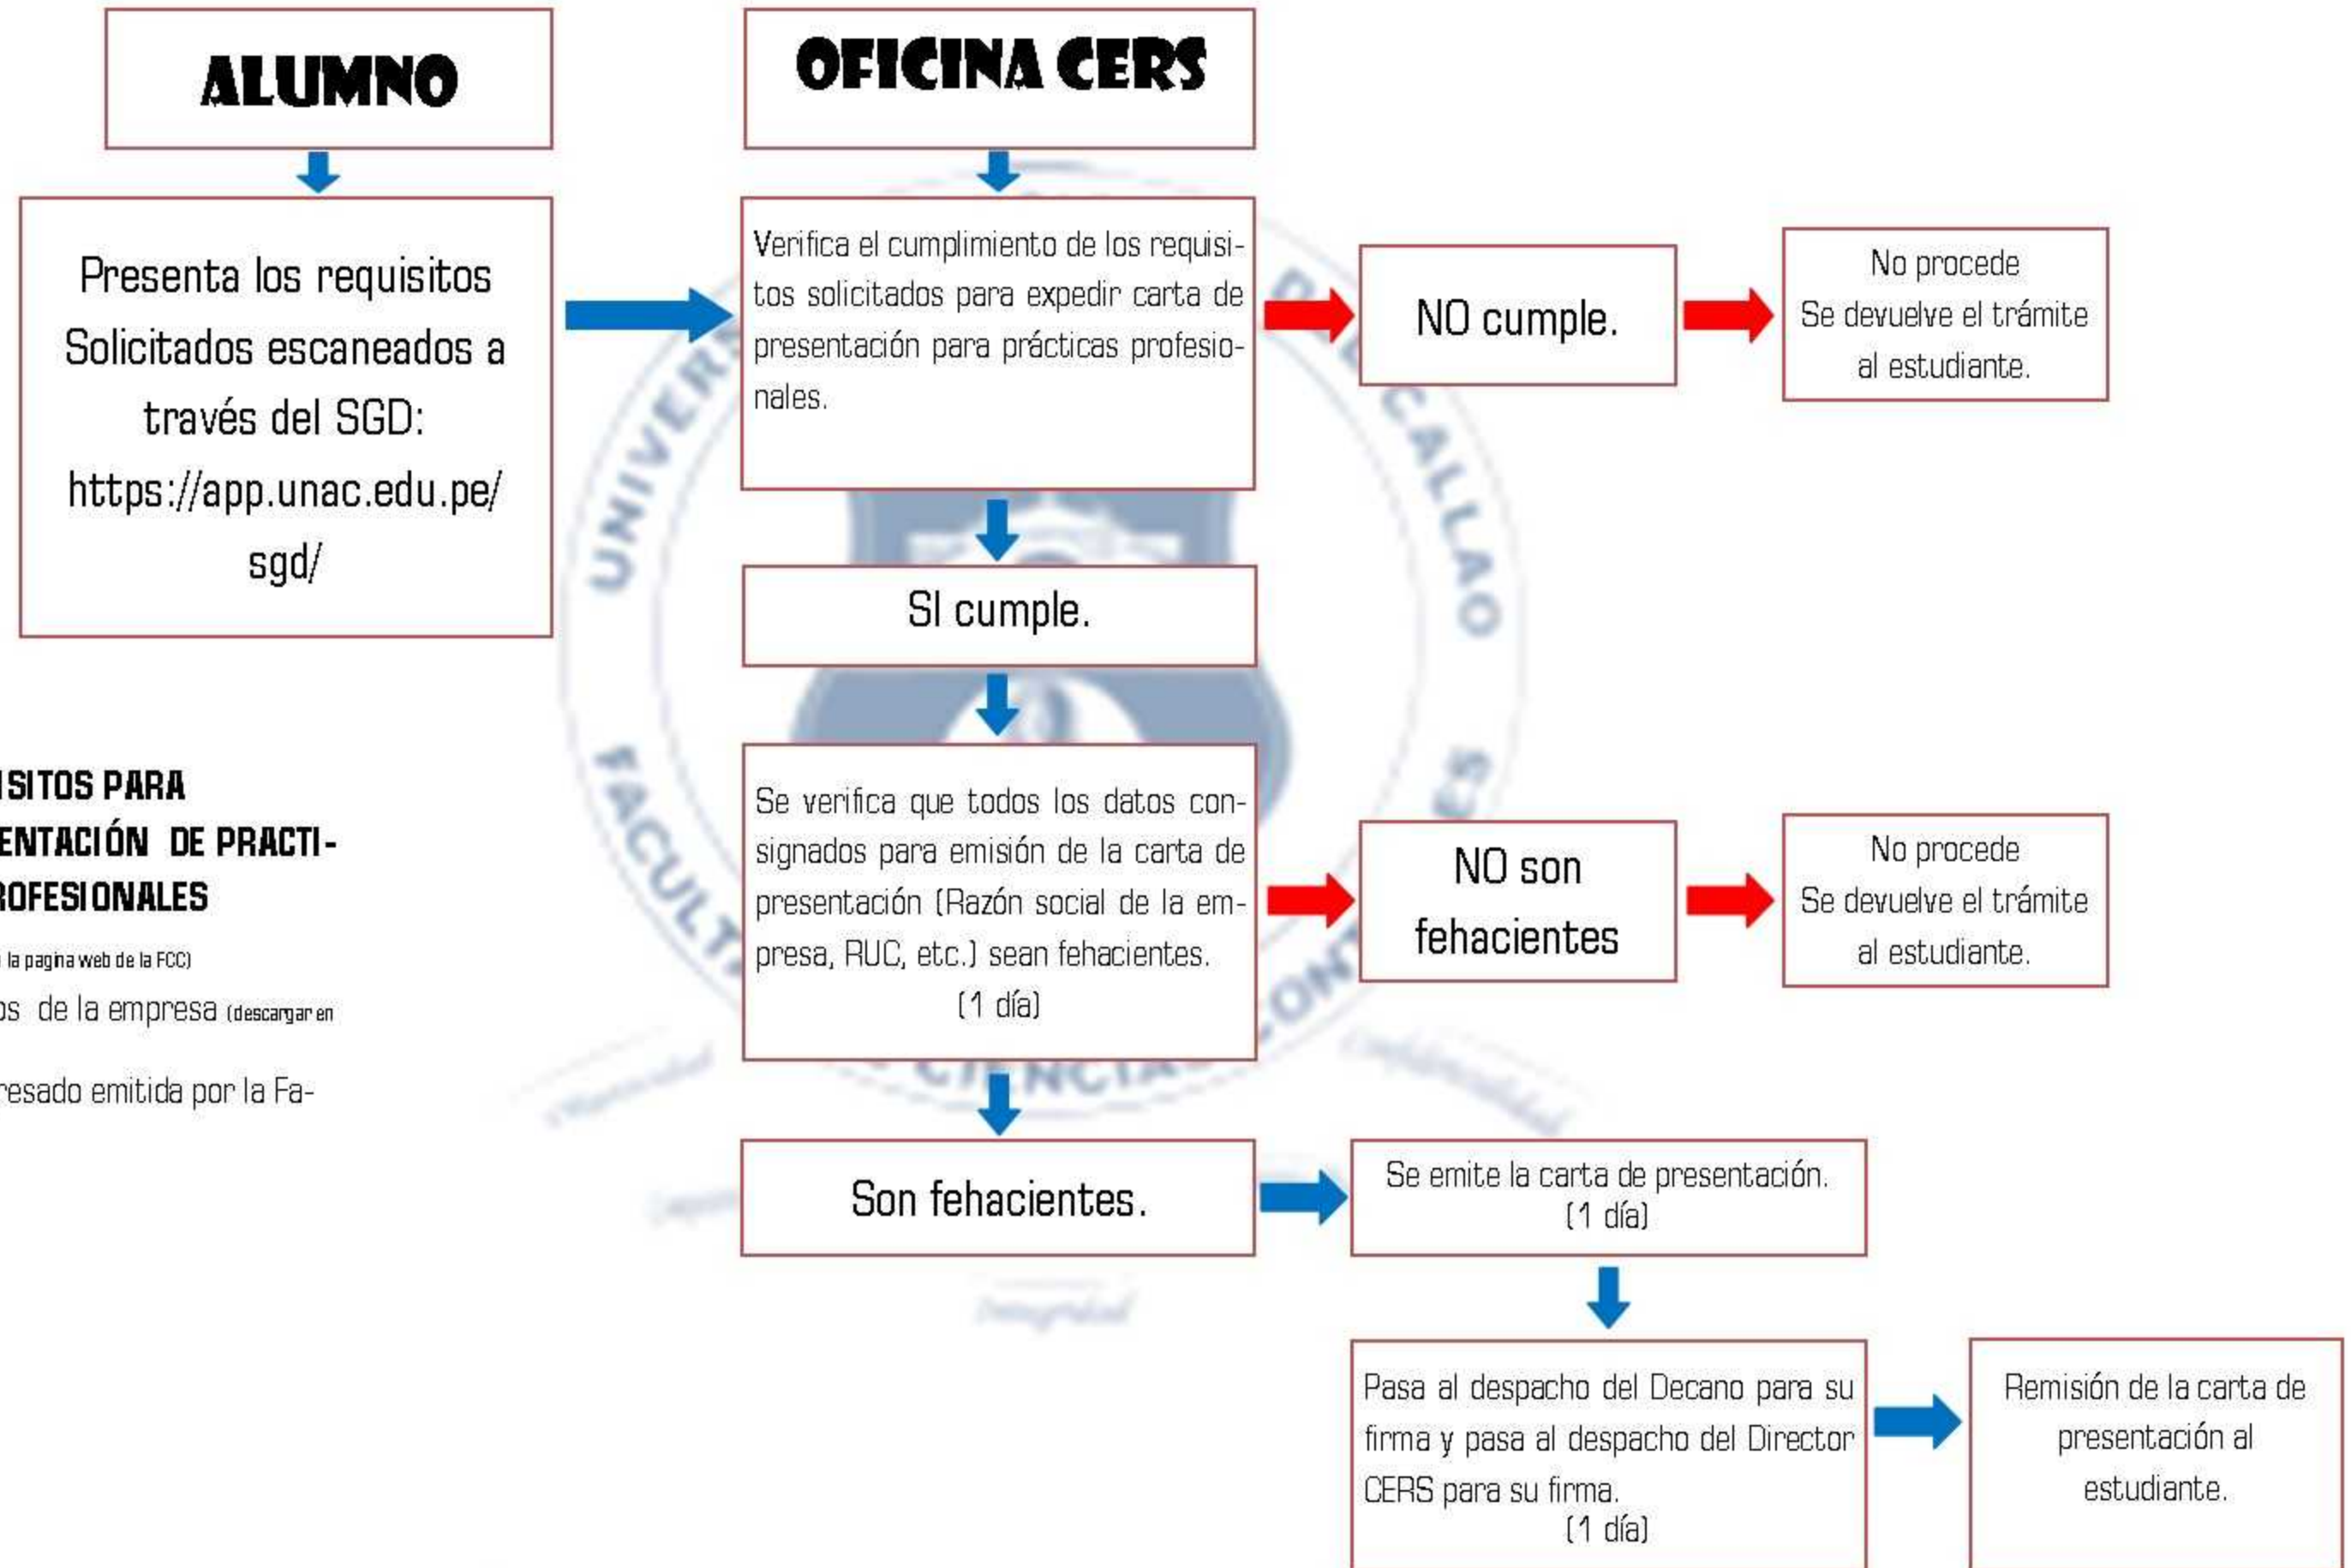 ALUMNO
OFICINA CERS
Presenta los requisitos
Solicitados escaneados a
través del SGD:
https://app.unac.edu.pe/
sgd/
Verifica el cumplimiento de los requisi-
tos solicitados para expedir carta de
presentación para prácticas profesio-
nales.
NO cumple.
No procede
Se devuelve el trámite
al estudiante.
SI cumple.
Se verifica que todos los datos con-
signados para emisión de la carta de
presentación (Razón social de la em-
presa, RUC, etc.) sean fehacientes.
(1 día)
NO son
fehacientes
No procede
Se devuelve el trámite
al estudiante.
ISITOS PARA
ENTACIÓN DE PRACTI-
ROFESIONALES
la pagina web de la FCC)
os de la empresa (descargar en
resado emitida por la Fa-
Son fehacientes.
Se emite la carta de presentación.
(1 día)
Pasa al despacho del Decano para su
firma y pasa al despacho del Director
CERS para su firma.
(1 día)
Remisión de la carta de
presentación al
estudiante.
UNIVERS
CALLAO
FACULTA
CIENCIAS
CONT
ES
Integridad